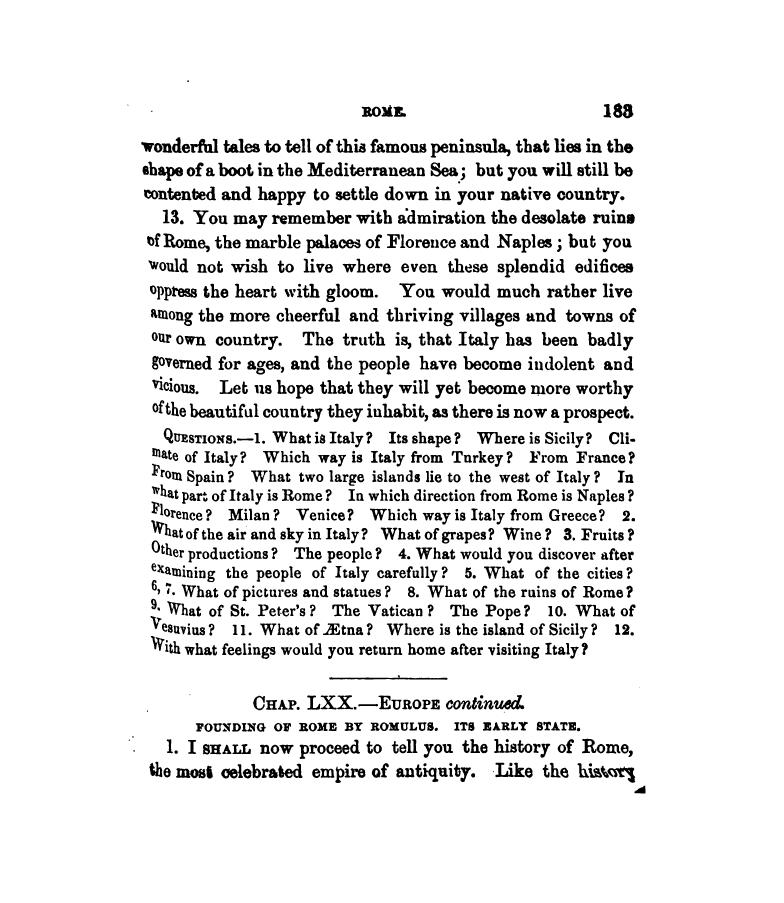 ROME. 183
wonderful tales to tell of this famous peninsula, that lies in the
shape of a boot in the Mediterranean Sea; but you will still be
contented and happy to settle down in your native country.
13. You may remember with admiration the desolate ruins
of Rome, the marble palaces of Florence and Naples; but you
would not wish to live where even these splendid edifices
oppress the heart with gloom. You would much rather live
among the more cheerful and thriving villages and towns of
our own country. The truth is, that Italy has been badly
governed for ages, and the people have become indolent and
vicious. Let us hope that they will yet become more worthy
of the beautiful country they inhabit, as there is now a prospect.
QUESTIONS.—1. What is Italy? Its shape? Where is Sicily? Cli-
mate of Italy? Which way is Italy from Turkey? From France?
From Spain? What two large islands lie to the west of Italy? In
what part of Italy is Rome? In which direction from Rome is Naples?
Florence? Milan? Venice? Which way is Italy from Greece? 2.
What of the air and sky in Italy? What of grapes? Wine? 3. Fruits?
Other productions? The people? 4. What would you discover after
examining the people of Italy carefully? 5. What of the cities?
6, 7. What of pictures and statues? 8. What of the ruins of Rome?
9. What of St. Peter's? The Vatican? The Pope? 10. What of
Vesuvius? 11. What of Ætna? Where is the island of Sicily? 12.
With what feelings would you return home after visiting Italy?
CHAP. LXX.—EUROPE continued.
FOUNDING OF ROME BY ROMULUS. ITS EARLY STATE.
1. I SHALL now proceed to tell you the history of Rome,
the most celebrated empire of antiquity. Like the history